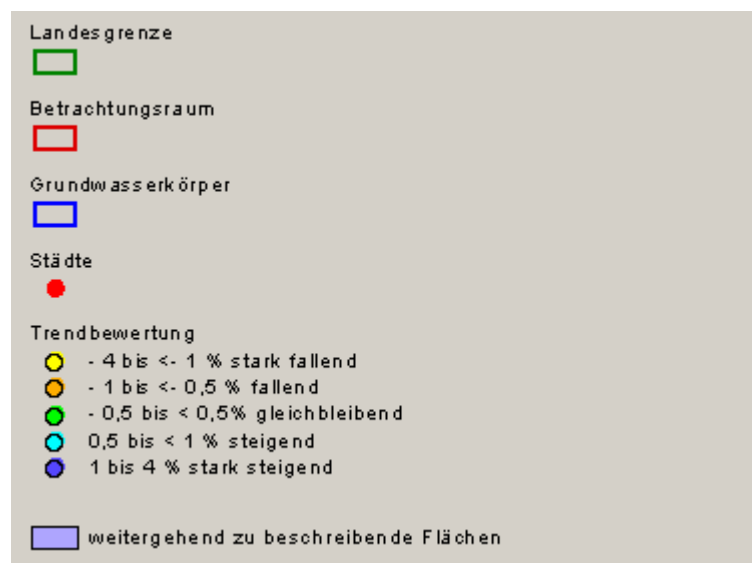 Landesgrenze
Betrachtungsraum
Grundwasserkörper
Städte
Trendbewertung
- 4 bis <- 1 % stark fallend
- 1 bis <- 0,5 % fallend
- 0,5 bis < 0,5% gleichbleibend
0,5 bis < 1 % steigend
1 bis 4 % stark steigend
weitergehend zu beschreibende Flächen